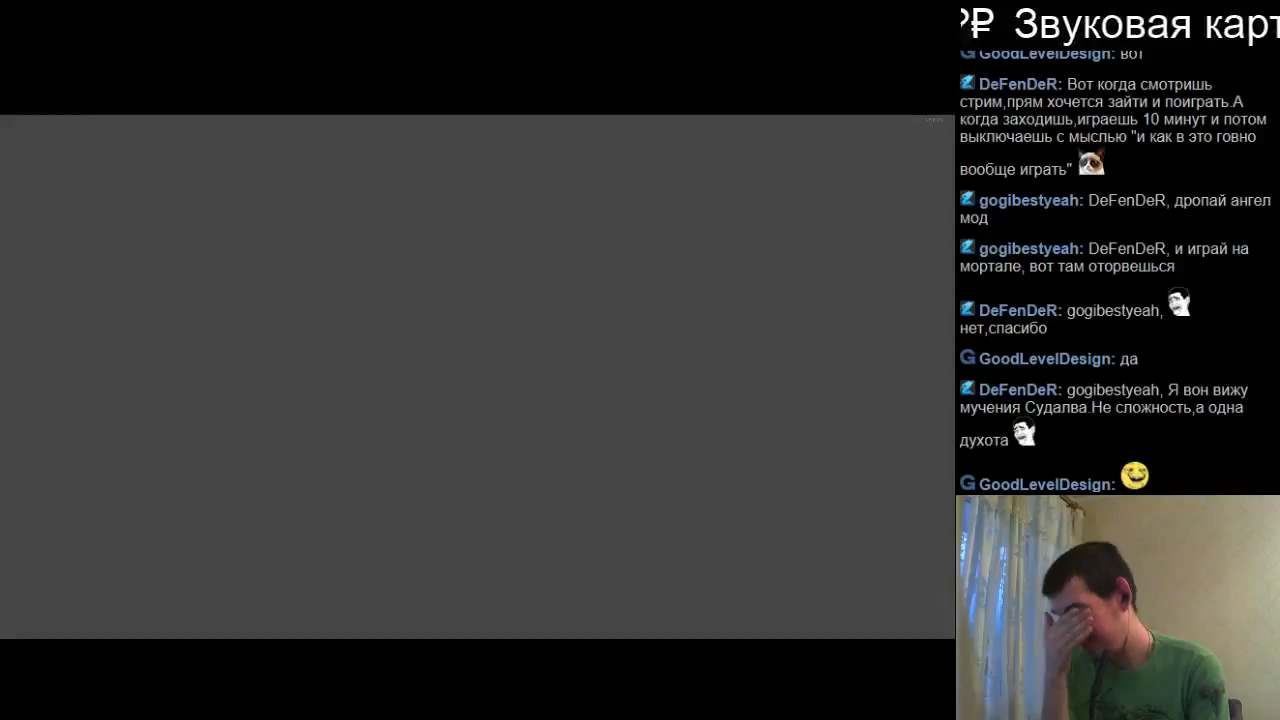 ?₽ Звуковая карт
GoodLevelDesign: вот
DeFenDeR: Вот когда смотришь
стрим,прям хочется зайти и поиграть.А
когда заходишь,играешь 10 минут и потом
выключаешь с мыслью "и как в это говно
вообще играть"
gogibestyeah: DeFenDeR, дропай ангел
мод
gogibestyeah: DeFenDeR, и играй на
мортале, вот там оторвешься
DeFenDeR: gogibestyeah,
нет,спасибо
GoodLevelDesign: да
DeFenDeR: gogibestyeah, Я вон вижу
мучения Судалва.Не сложность,а одна
духота
GoodLevelDesign: